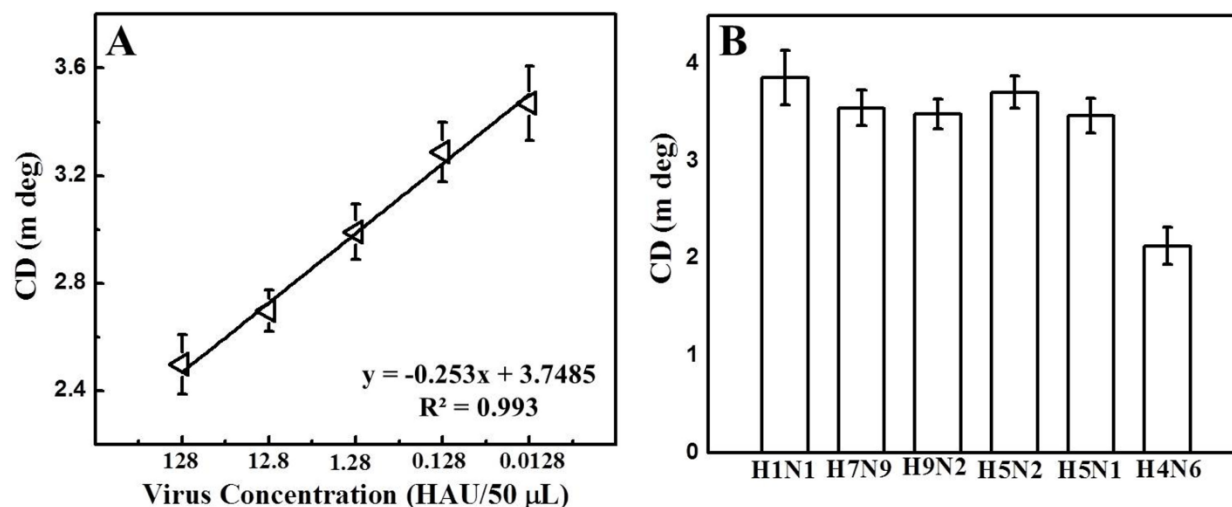 A
CD (m deg)
3.6
3.2
2.8
2.4
y = -0.253x + 3.7485
R² = 0.993
128 12.8 1.28 0.128 0.0128
Virus Concentration (HAU/50 μL)
B
CD (m deg)
4
3
2
1
0
H1N1 H7N9 H9N2 H5N2 H5N1 H4N6